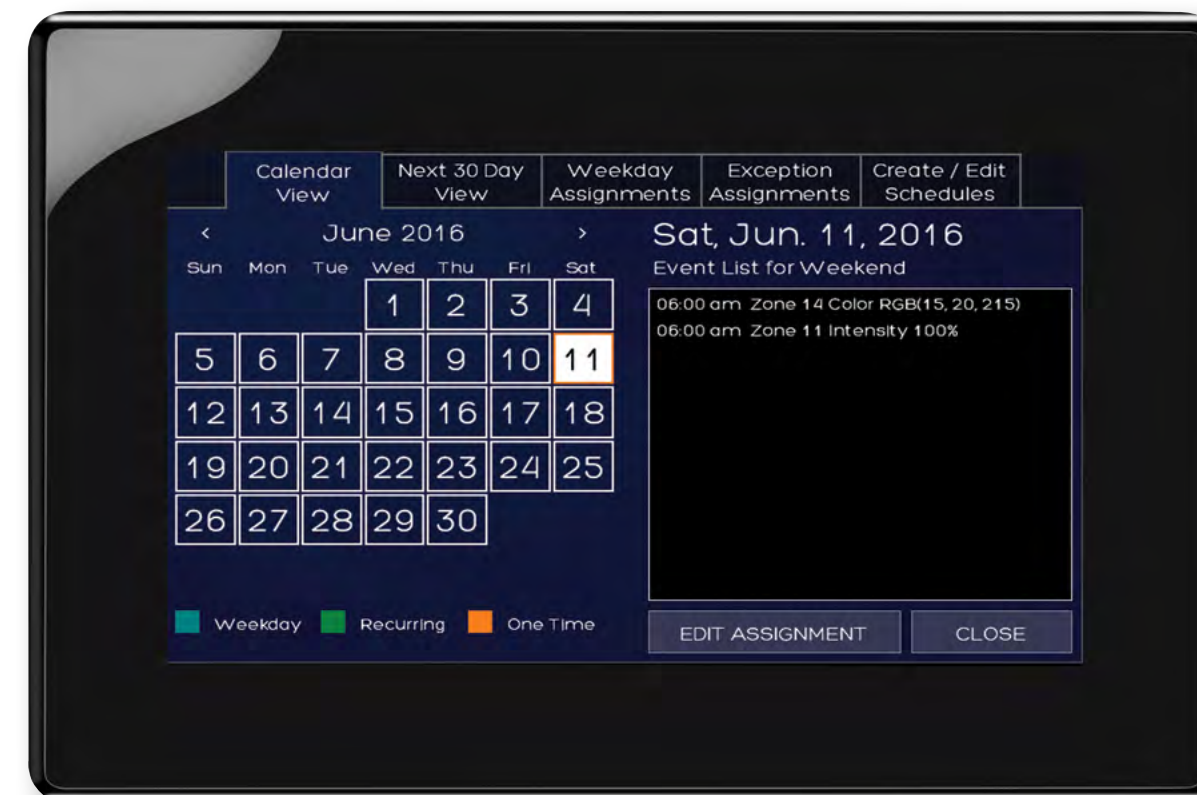 Calendar View
Next 30 Day View
Weekday Assignments
Exception Assignments
Create / Edit Schedules
< June 2016 >
Sun Mon Tue Wed Thu Fri Sat
1 2 3 4
5 6 7 8 9 10 11
12 13 14 15 16 17 18
19 20 21 22 23 24 25
26 27 28 29 30
Weekday Recurring One Time
Sat, Jun. 11, 2016
Event List for Weekend
06:00 am Zone 14 Color RGB(15, 20, 215)
06:00 am Zone 11 Intensity 100%
EDIT ASSIGNMENT CLOSE